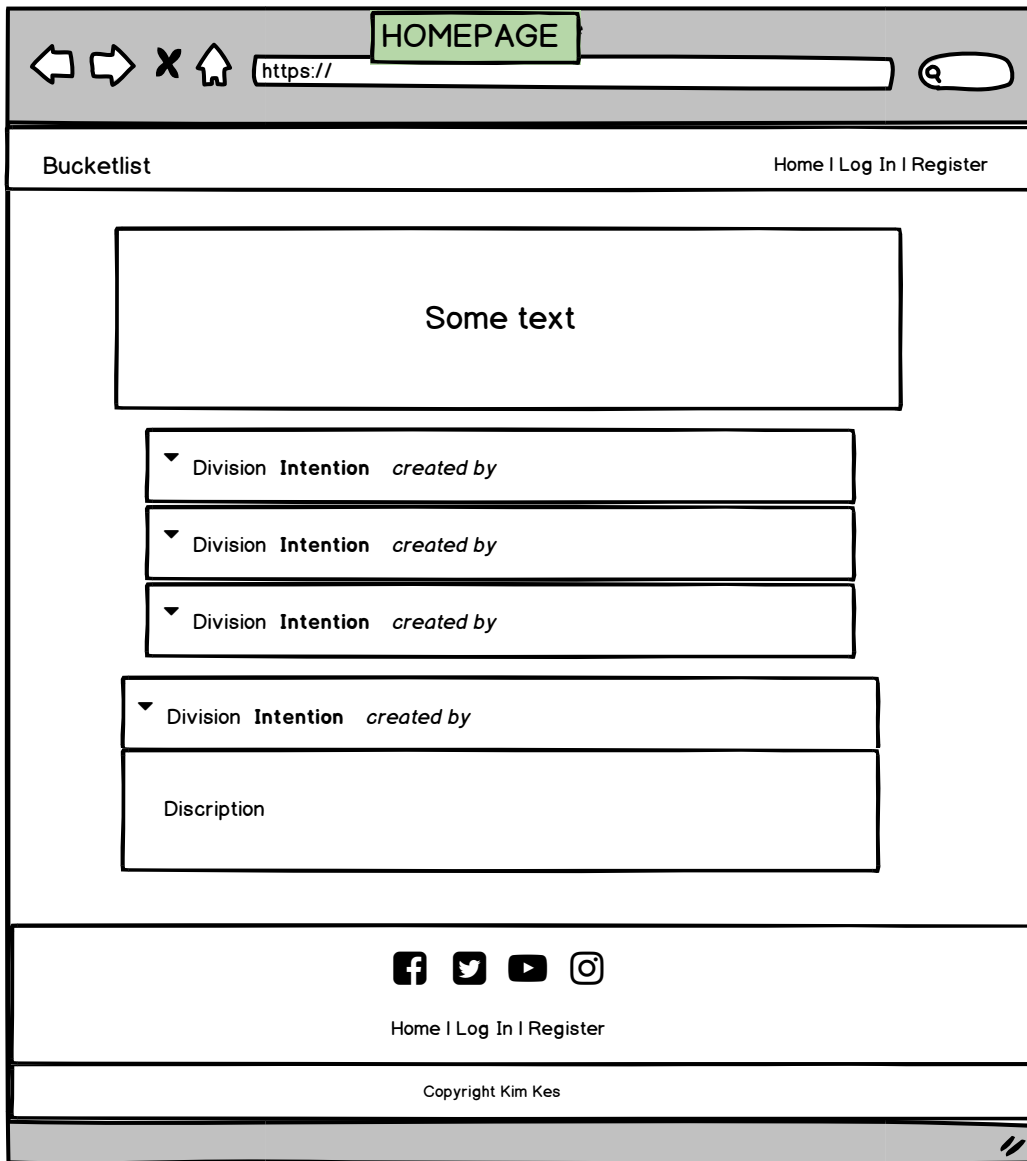 HOMEPAGE
https://
Bucketlist
Home | Log In | Register
Some text
Division Intention created by
Division Intention created by
Division Intention created by
Division Intention created by
Discription
Home | Log In | Register
Copyright Kim Kes